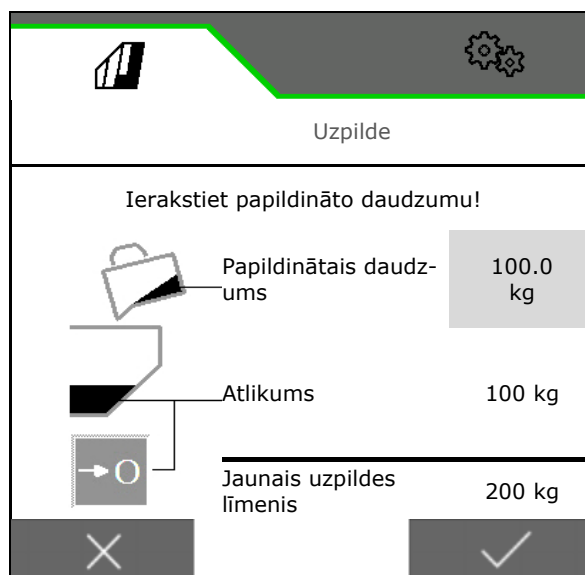 Uzpilde
Ierakstiet papildināto daudzumu!
Papildinātais daudz-
ums
100.0
kg
Atlikums
100 kg
O
Jaunais uzpildes
līmenis
200 kg